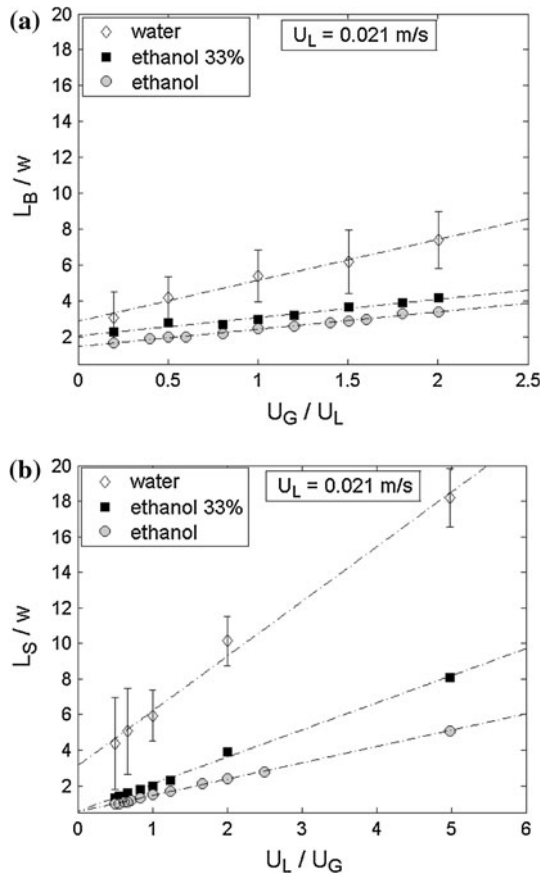 (a)
20
18
16
14
12
10
8
6
4
2
L_B / w
water
ethanol 33%
ethanol
U_L = 0.021 m/s
0 0.5 1 1.5 2 2.5
U_G / U_L
(b)
20
18
16
14
12
10
8
6
4
2
L_S / w
water
ethanol 33%
ethanol
U_L = 0.021 m/s
0 1 2 3 4 5 6
U_L / U_G